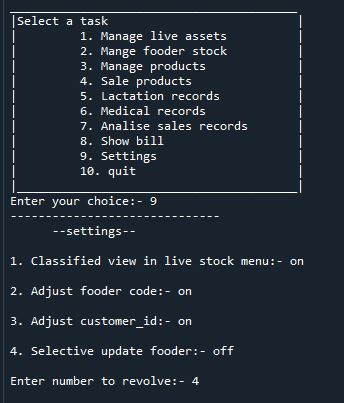 Select a task
1. Manage live assets
2. Mange fooder stock
3. Manage products
4. Sale products
5. Lactation records
6. Medical records
7. Analise sales records
8. Show bill
9. Settings
10. quit
Enter your choice:- 9
------------------------------
--settings--
1. Classified view in live stock menu:- on
2. Adjust fooder code:- on
3. Adjust customer_id:- on
4. Selective update fooder:- off
Enter number to revolve:- 4